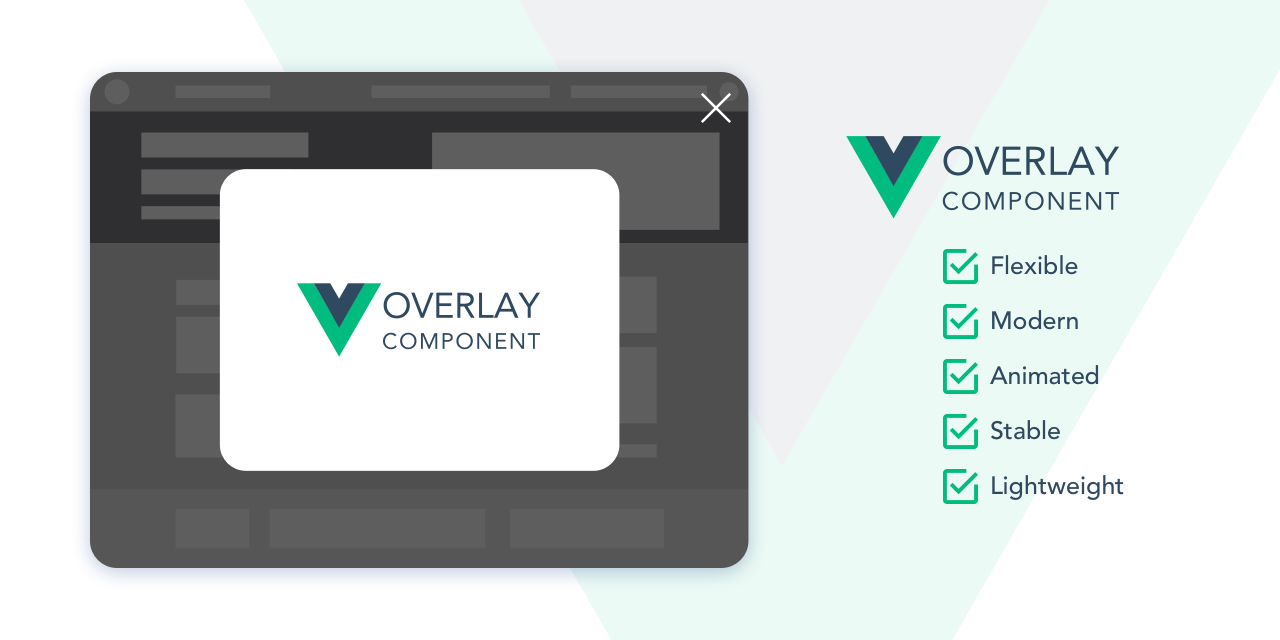 OVERLAY
COMPONENT
OVERLAY
COMPONENT
Flexible
Modern
Animated
Stable
Lightweight